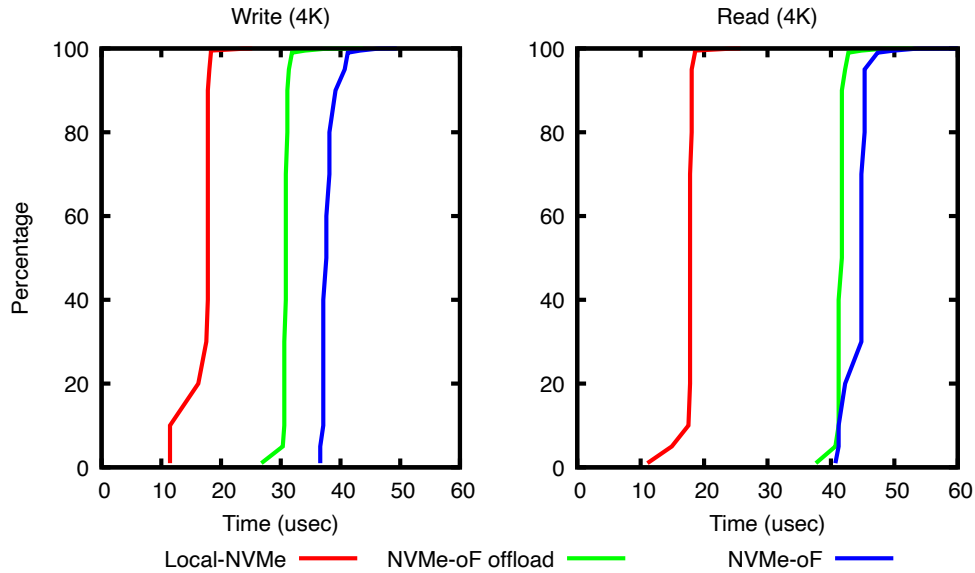 Write (4K)
Read (4K)
Percentage
100
80
60
40
20
0
0 10 20 30 40 50 60
Time (usec)
100
80
60
40
20
0
0 10 20 30 40 50 60
Time (usec)
Local-NVMe
NVMe-oF offload
NVMe-oF